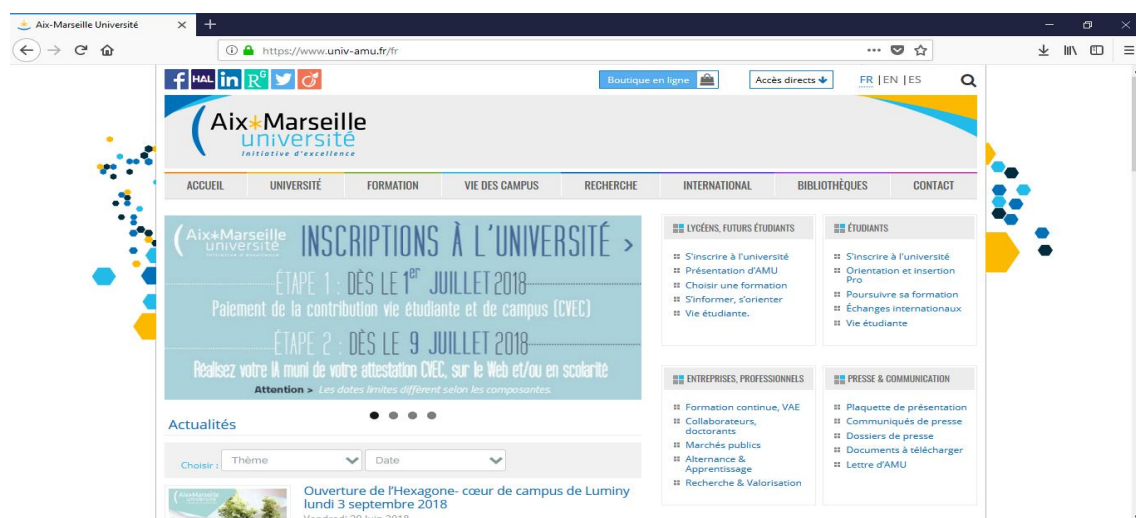 Aix-Marseille Université
https://www.univ-amu.fr/fr
f HAL in RG
Boutique en ligne
Accès directs
FR | EN | ES
Aix*Marseille
université
Initiative d'excellence
ACCUEIL UNIVERSITÉ FORMATION VIE DES CAMPUS RECHERCHE INTERNATIONAL BIBLIOTHÈQUES CONTACT
Aix*Marseille
université
INSCRIPTIONS À L'UNIVERSITÉ >
ÉTAPE 1 : DÈS LE 1er JUILLET 2018
Paiement de la contribution vie étudiante et de campus (CVEC)
ÉTAPE 2 : DÈS LE 9 JUILLET 2018
Réalisez votre IA muni de votre attestation CVEC, sur le Web et/ou en scolarité
Attention > Les dates limites diffèrent selon les composantes.
LYCÉENS, FUTURS ÉTUDIANTS
S'inscrire à l'université
Présentation d'AMU
Choisir une formation
S'informer, s'orienter
Vie étudiante.
ÉTUDIANTS
S'inscrire à l'université
Orientation et insertion
Pro
Poursuivre sa formation
Échanges internationaux
Vie étudiante
ENTREPRISES, PROFESSIONNELS
Formation continue, VAE
Collaborateurs,
doctorants
Marchés publics
Alternance &
Apprentissage
Recherche & Valorisation
PRESSE & COMMUNICATION
Plaquette de présentation
Communiqués de presse
Dossiers de presse
Documents à télécharger
Lettre d'AMU
Actualités
Choisir : Thème Date
Ouverture de l'Hexagone- cœur de campus de Luminy
lundi 3 septembre 2018
Vendredi 29 juin 2018